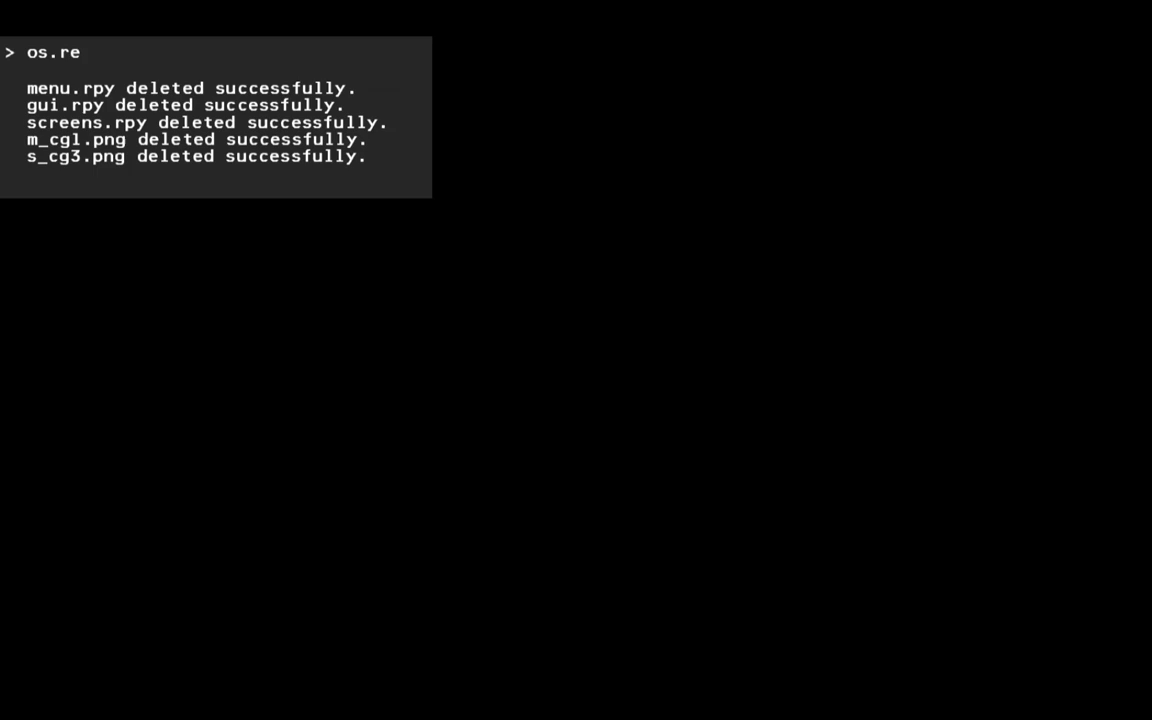 > os.re
menu.rpy deleted successfully.
gui.rpy deleted successfully.
screens.rpy deleted successfully.
m_cg1.png deleted successfully.
s_cg3.png deleted successfully.